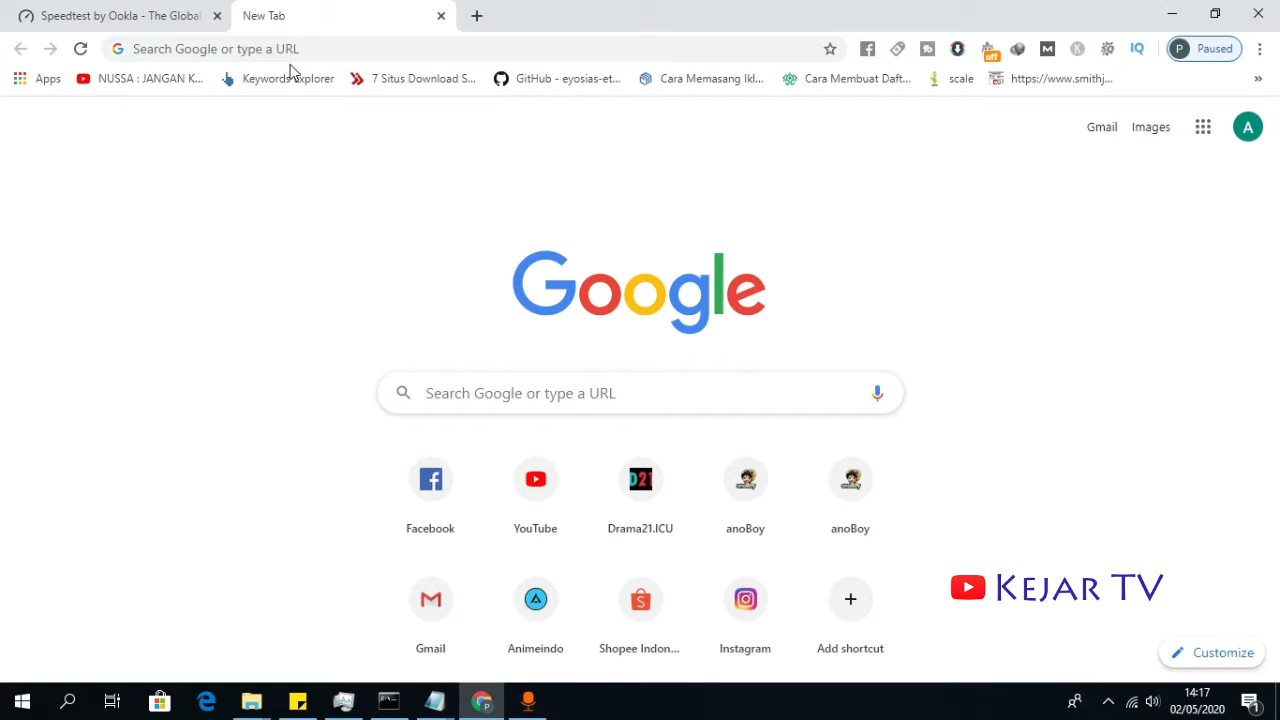 Speedtest by Ookla - The Global
New Tab
Search Google or type a URL
off
Paused
P
Apps
NUSSA : JANGAN K...
Keywords Explorer
7 Situs Download S...
GitHub - eyosias-et...
Cara Memasang Ikl...
Cara Membuat Daft...
scale
https://www.smithj...
Gmail
Images
A
Google
Search Google or type a URL
Facebook
YouTube
Drama21.ICU
anoBoy
anoBoy
Gmail
Animeindo
Shopee Indon...
Instagram
Add shortcut
KEJAR TV
Customize
14:17
02/05/2020